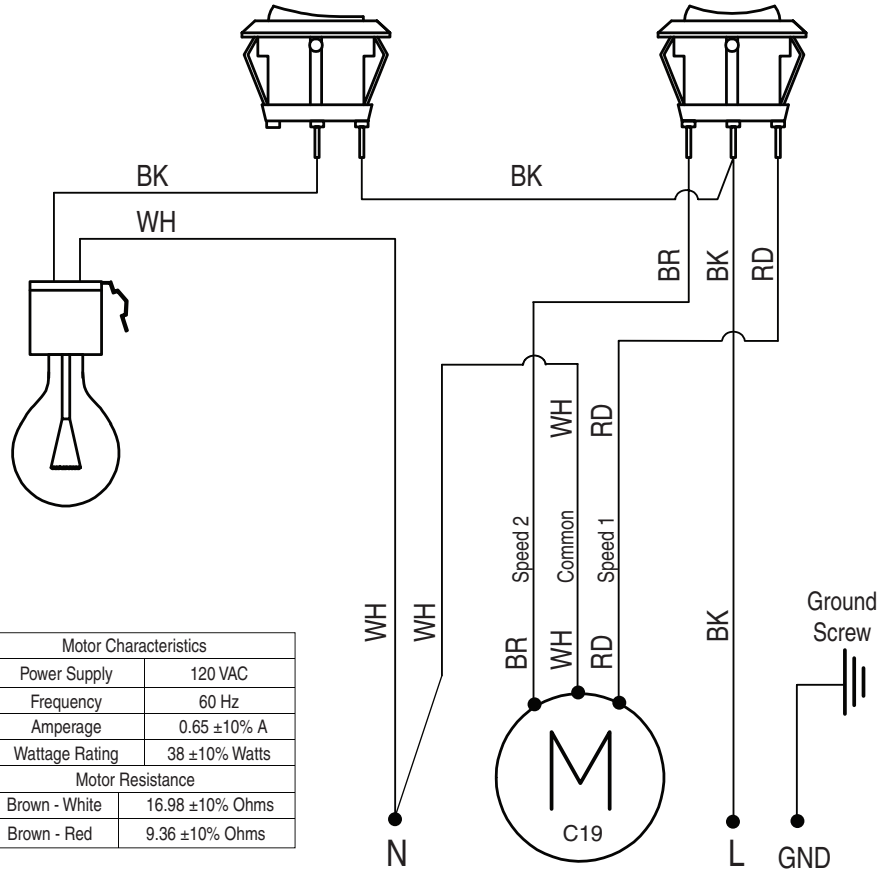 BK
BK
WH
BR
BK
RD
WH
RD
Speed 2
Common
Speed 1
WH
WH
BR
WH
RD
BK
Ground
Screw
Motor Characteristics
Power Supply 120 VAC
Frequency 60 Hz
Amperage 0.65 ±10% A
Wattage Rating 38 ±10% Watts
Motor Resistance
Brown - White 16.98 ±10% Ohms
Brown - Red 9.36 ±10% Ohms
M
C19
N
L
GND